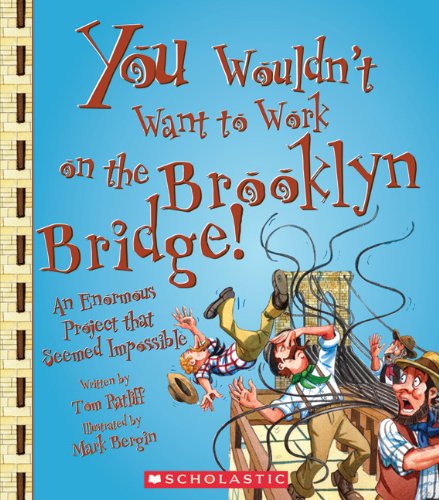 You Wouldn't
Want to Work
on the Brooklyn
Bridge!
An Enormous
Project that
Seemed Impossible
Written by
Tom Ratliff
Illustrated by
Mark Bergin
SCHOLASTIC